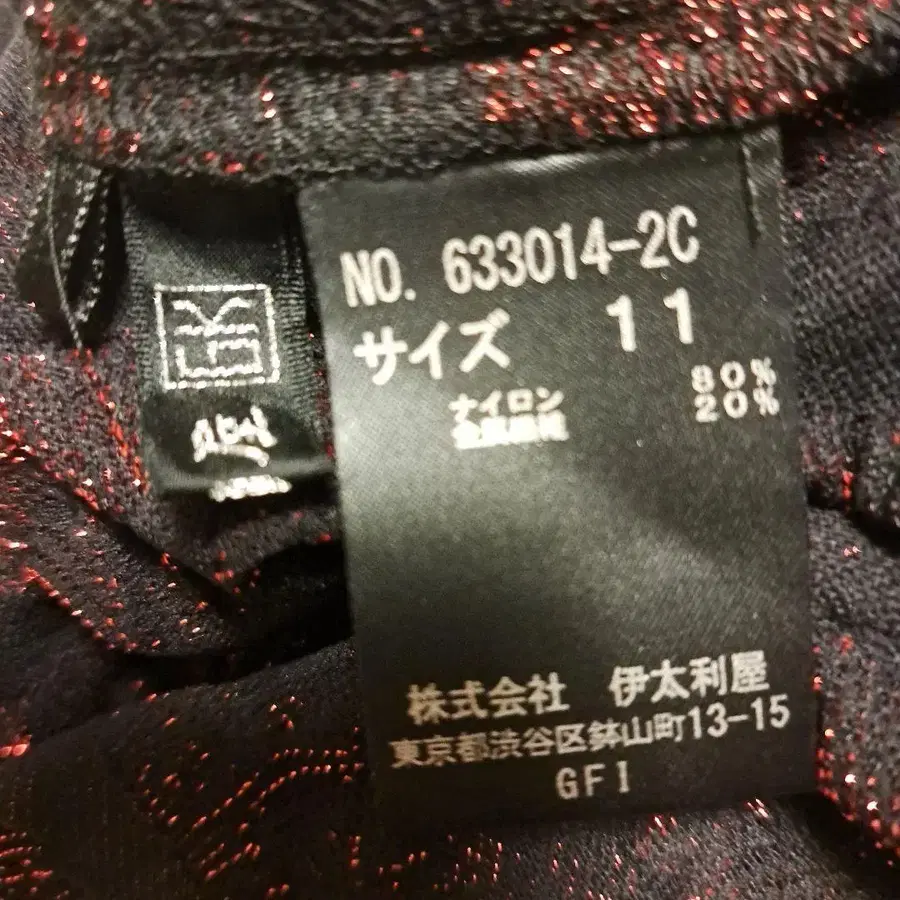 NO. 633014-2C
サイズ 11
ナイロン 80%
金属繊維 20%
株式会社 伊太利屋
東京都渋谷区鉢山町13-15
GFI